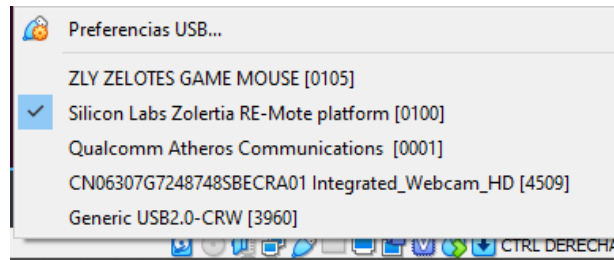 Preferencias USB...
ZLY ZELOTES GAME MOUSE [0105]
Silicon Labs Zolertia RE-Mote platform [0100]
Qualcomm Atheros Communications  [0001]
CN06307G7248748SBECRA01 Integrated_Webcam_HD [4509]
Generic USB2.0-CRW [3960]
CTRL DERECHA